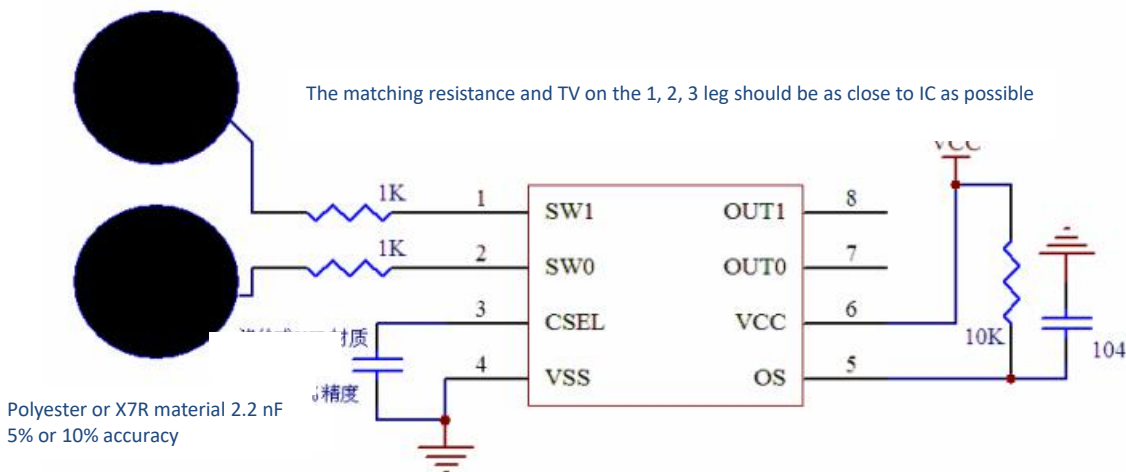 The matching resistance and TV on the 1, 2, 3 leg should be as close to IC as possible
VCC
1K
1
SW1
OUT1
8
1K
2
SW0
OUT0
7
3
CSEL
VCC
6
材质
10K
104
4
VSS
OS
5
精度
Polyester or X7R material 2.2 nF
5% or 10% accuracy